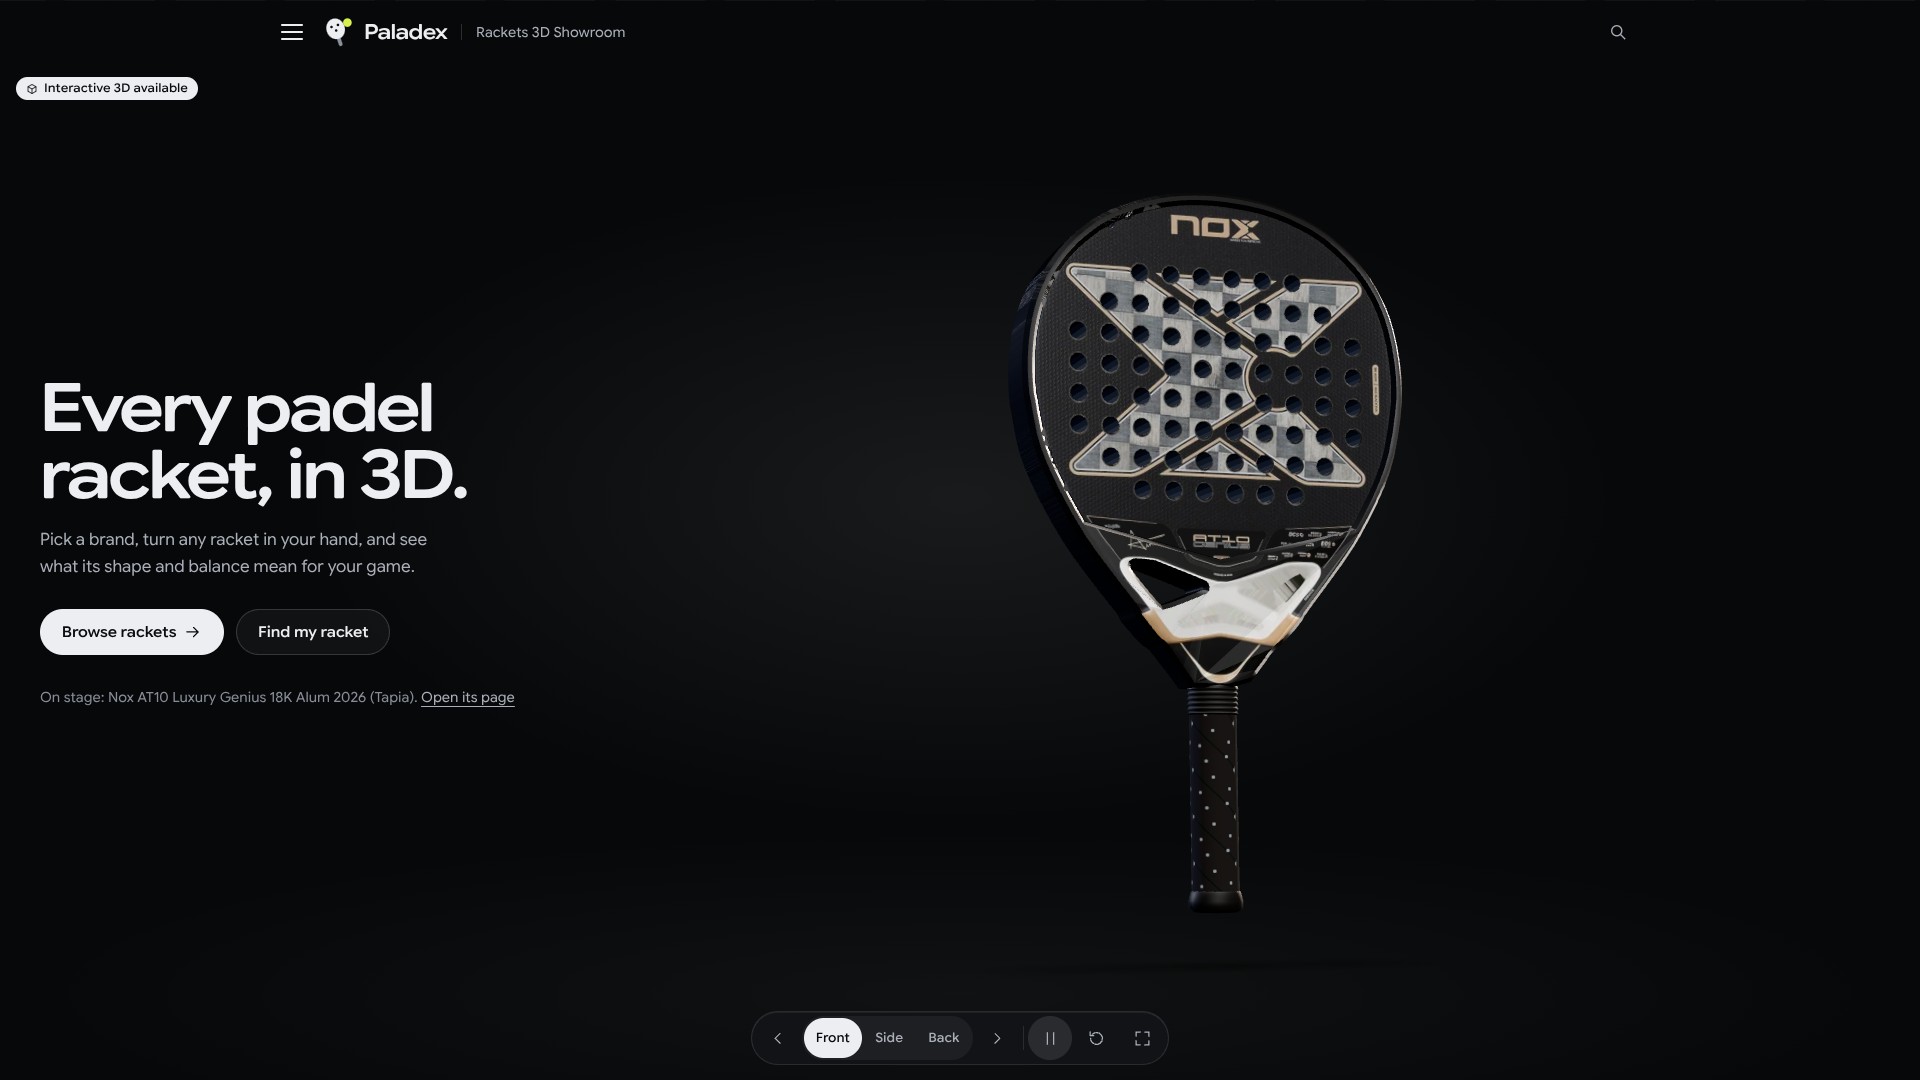 Paladex
Rackets 3D Showroom
Interactive 3D available
nox
Every padel
racket, in 3D.
Pick a brand, turn any racket in your hand, and see
what its shape and balance mean for your game.
AT10
GENIUS
Browse rackets
Find my racket
On stage: Nox AT10 Luxury Genius 18K Alum 2026 (Tapia). Open its page
Front
Side
Back